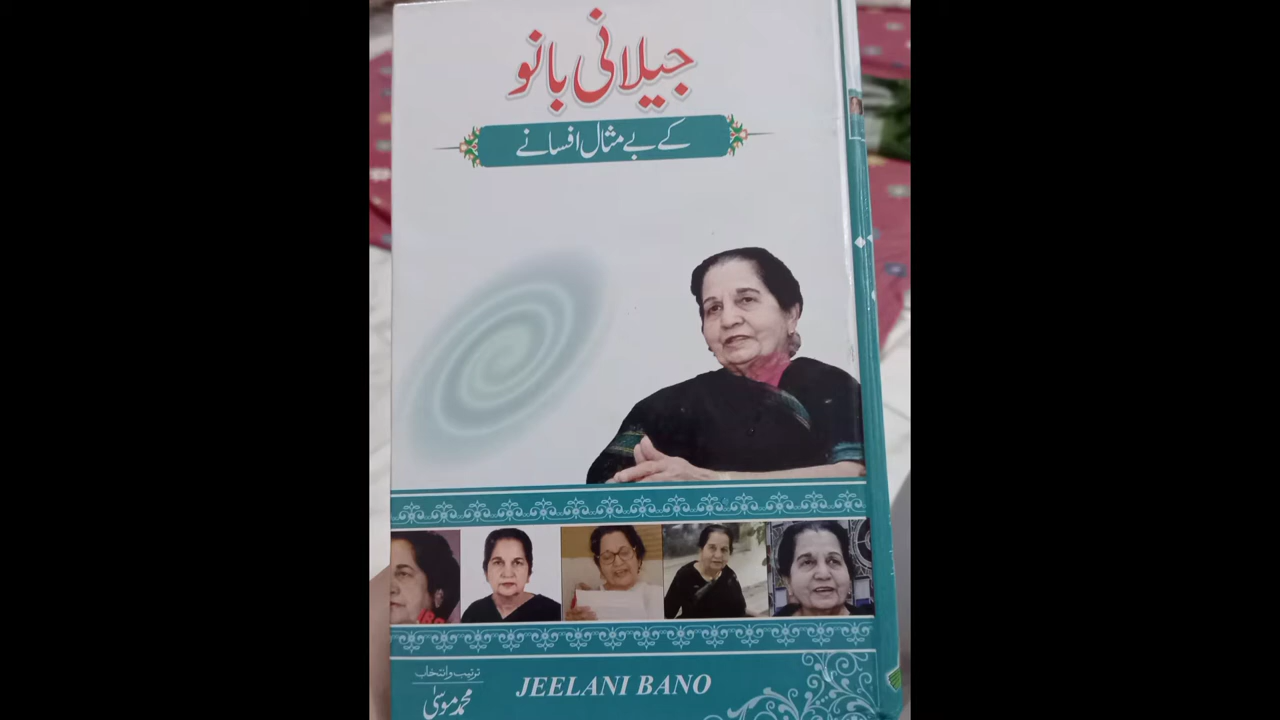 جیلانی بانو
کے بے مثال افسانے
ترتیب و انتخاب
محمد موسیٰ
JEELANI BANO